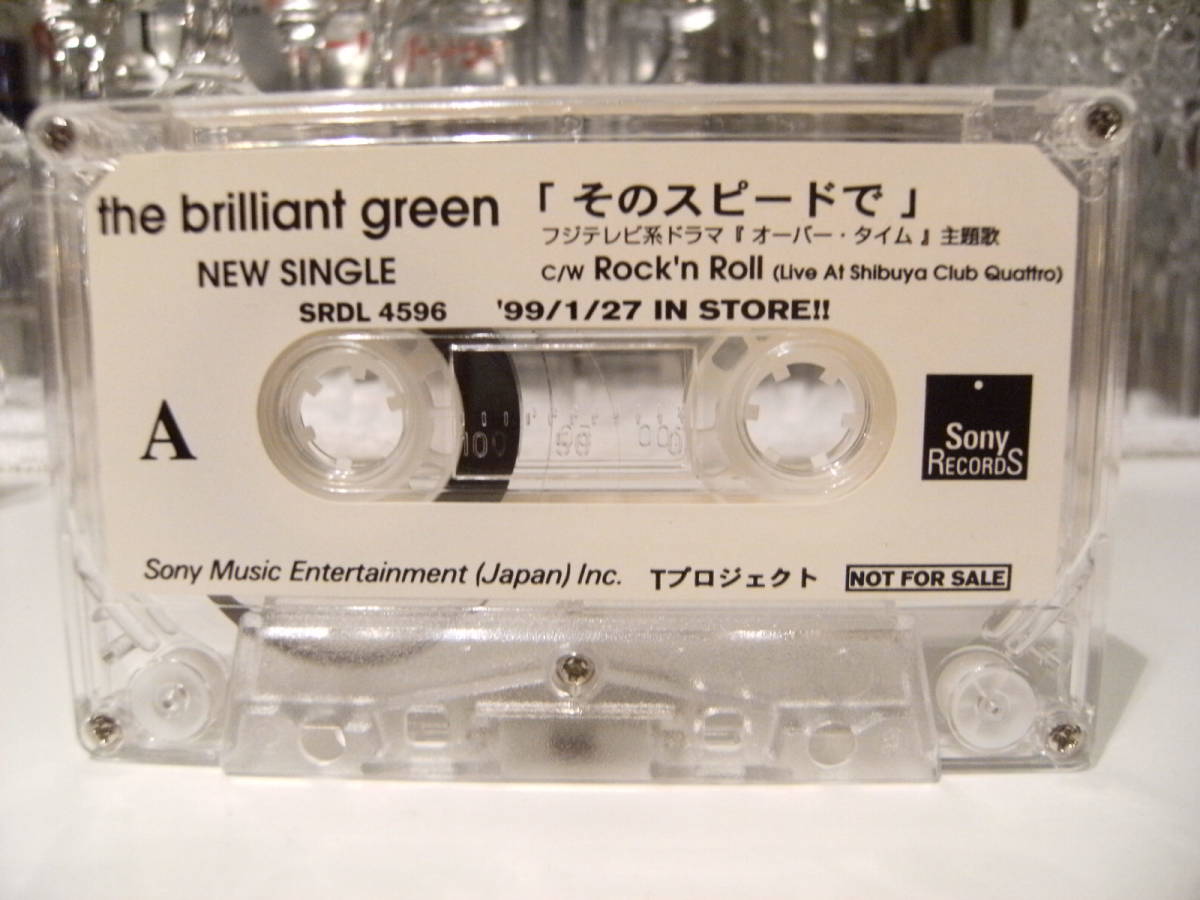 the brilliant green 「 そのスピードで 」
フジテレビ系ドラマ『 オーバー・タイム 』主題歌
NEW SINGLE C/W Rock'n Roll (Live At Shibuya Club Quattro)
SRDL 4596 '99/1/27 IN STORE!!
A
100 50 0
Sony
RECORDS
Sony Music Entertainment (Japan) Inc. Tプロジェクト NOT FOR SALE